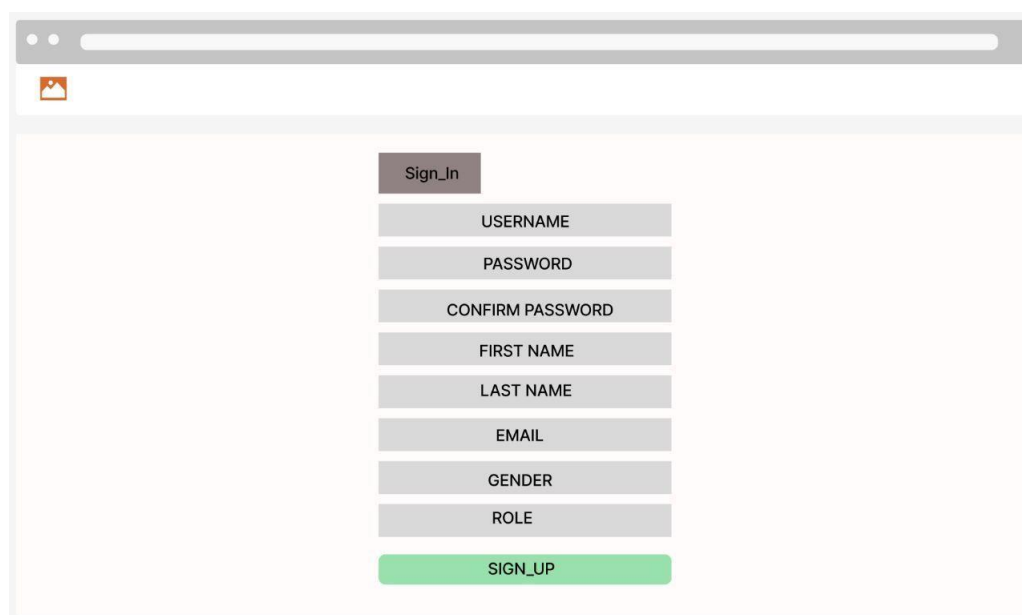 Sign_In
USERNAME
PASSWORD
CONFIRM PASSWORD
FIRST NAME
LAST NAME
EMAIL
GENDER
ROLE
SIGN_UP